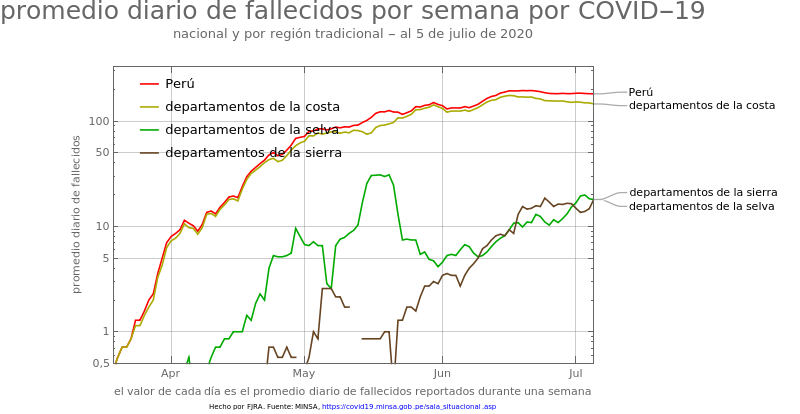 promedio diario de fallecidos por semana por COVID−19
nacional y por región tradicional − al 5 de julio de 2020
Perú
departamentos de la costa
departamentos de la selva
departamentos de la sierra
promedio diario de fallecidos
100
50
10
5
1
0,5
Apr May Jun Jul
Perú
departamentos de la costa
departamentos de la sierra
departamentos de la selva
el valor de cada día es el promedio diario de fallecidos reportados durante una semana
Hecho por FJRA. Fuente: MINSA, https://covid19.minsa.gob.pe/sala_situacional.asp